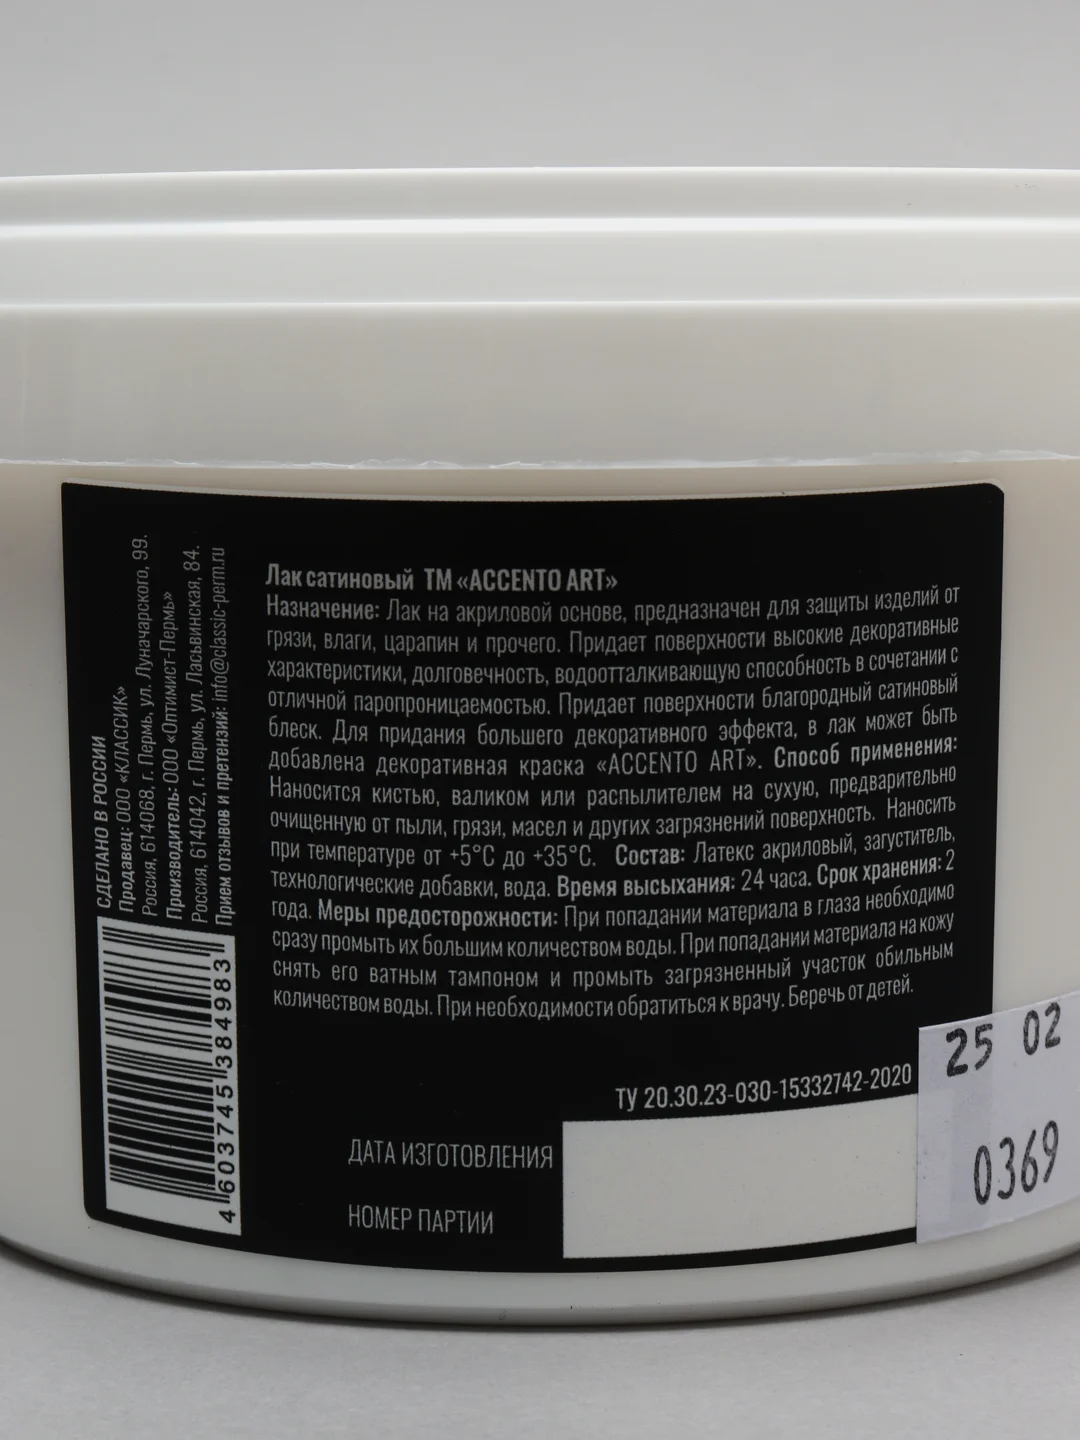 Лак сатиновый ТМ «ACCENTO ART»
Назначение: Лак на акриловой основе, предназначен для защиты изделий от
грязи, влаги, царапин и прочего. Придает поверхности высокие декоративные
характеристики, долговечность, водоотталкивающую способность в сочетании с
отличной паропроницаемостью. Придает поверхности благородный сатиновый
блеск. Для придания большего декоративного эффекта, в лак может быть
добавлена декоративная краска «ACCENTO ART». Способ применения:
Наносится кистью, валиком или распылителем на сухую, предварительно
очищенную от пыли, грязи, масел и других загрязнений поверхность. Наносить
при температуре от +5°C до +35°C. Состав: Латекс акриловый, загуститель,
технологические добавки, вода. Время высыхания: 24 часа. Срок хранения: 2
года. Меры предосторожности: При попадании материала в глаза необходимо
сразу промыть их большим количеством воды. При попадании материала на кожу
снять его ватным тампоном и промыть загрязненный участок обильным
количеством воды. При необходимости обратиться к врачу. Беречь от детей.
ТУ 20.30.23-030-15332742-2020
ДАТА ИЗГОТОВЛЕНИЯ
НОМЕР ПАРТИИ
25 02
0369
СДЕЛАНО В РОССИИ
Продавец: ООО «КЛАССИК»
Россия, 614068, г. Пермь, ул. Луначарского, 99.
Производитель: ООО «Оптимист-Пермь»
Россия, 614042, г. Пермь, ул. Ласьвинская, 84.
Прием отзывов и претензий: info@classic-perm.ru
4 603745 384983